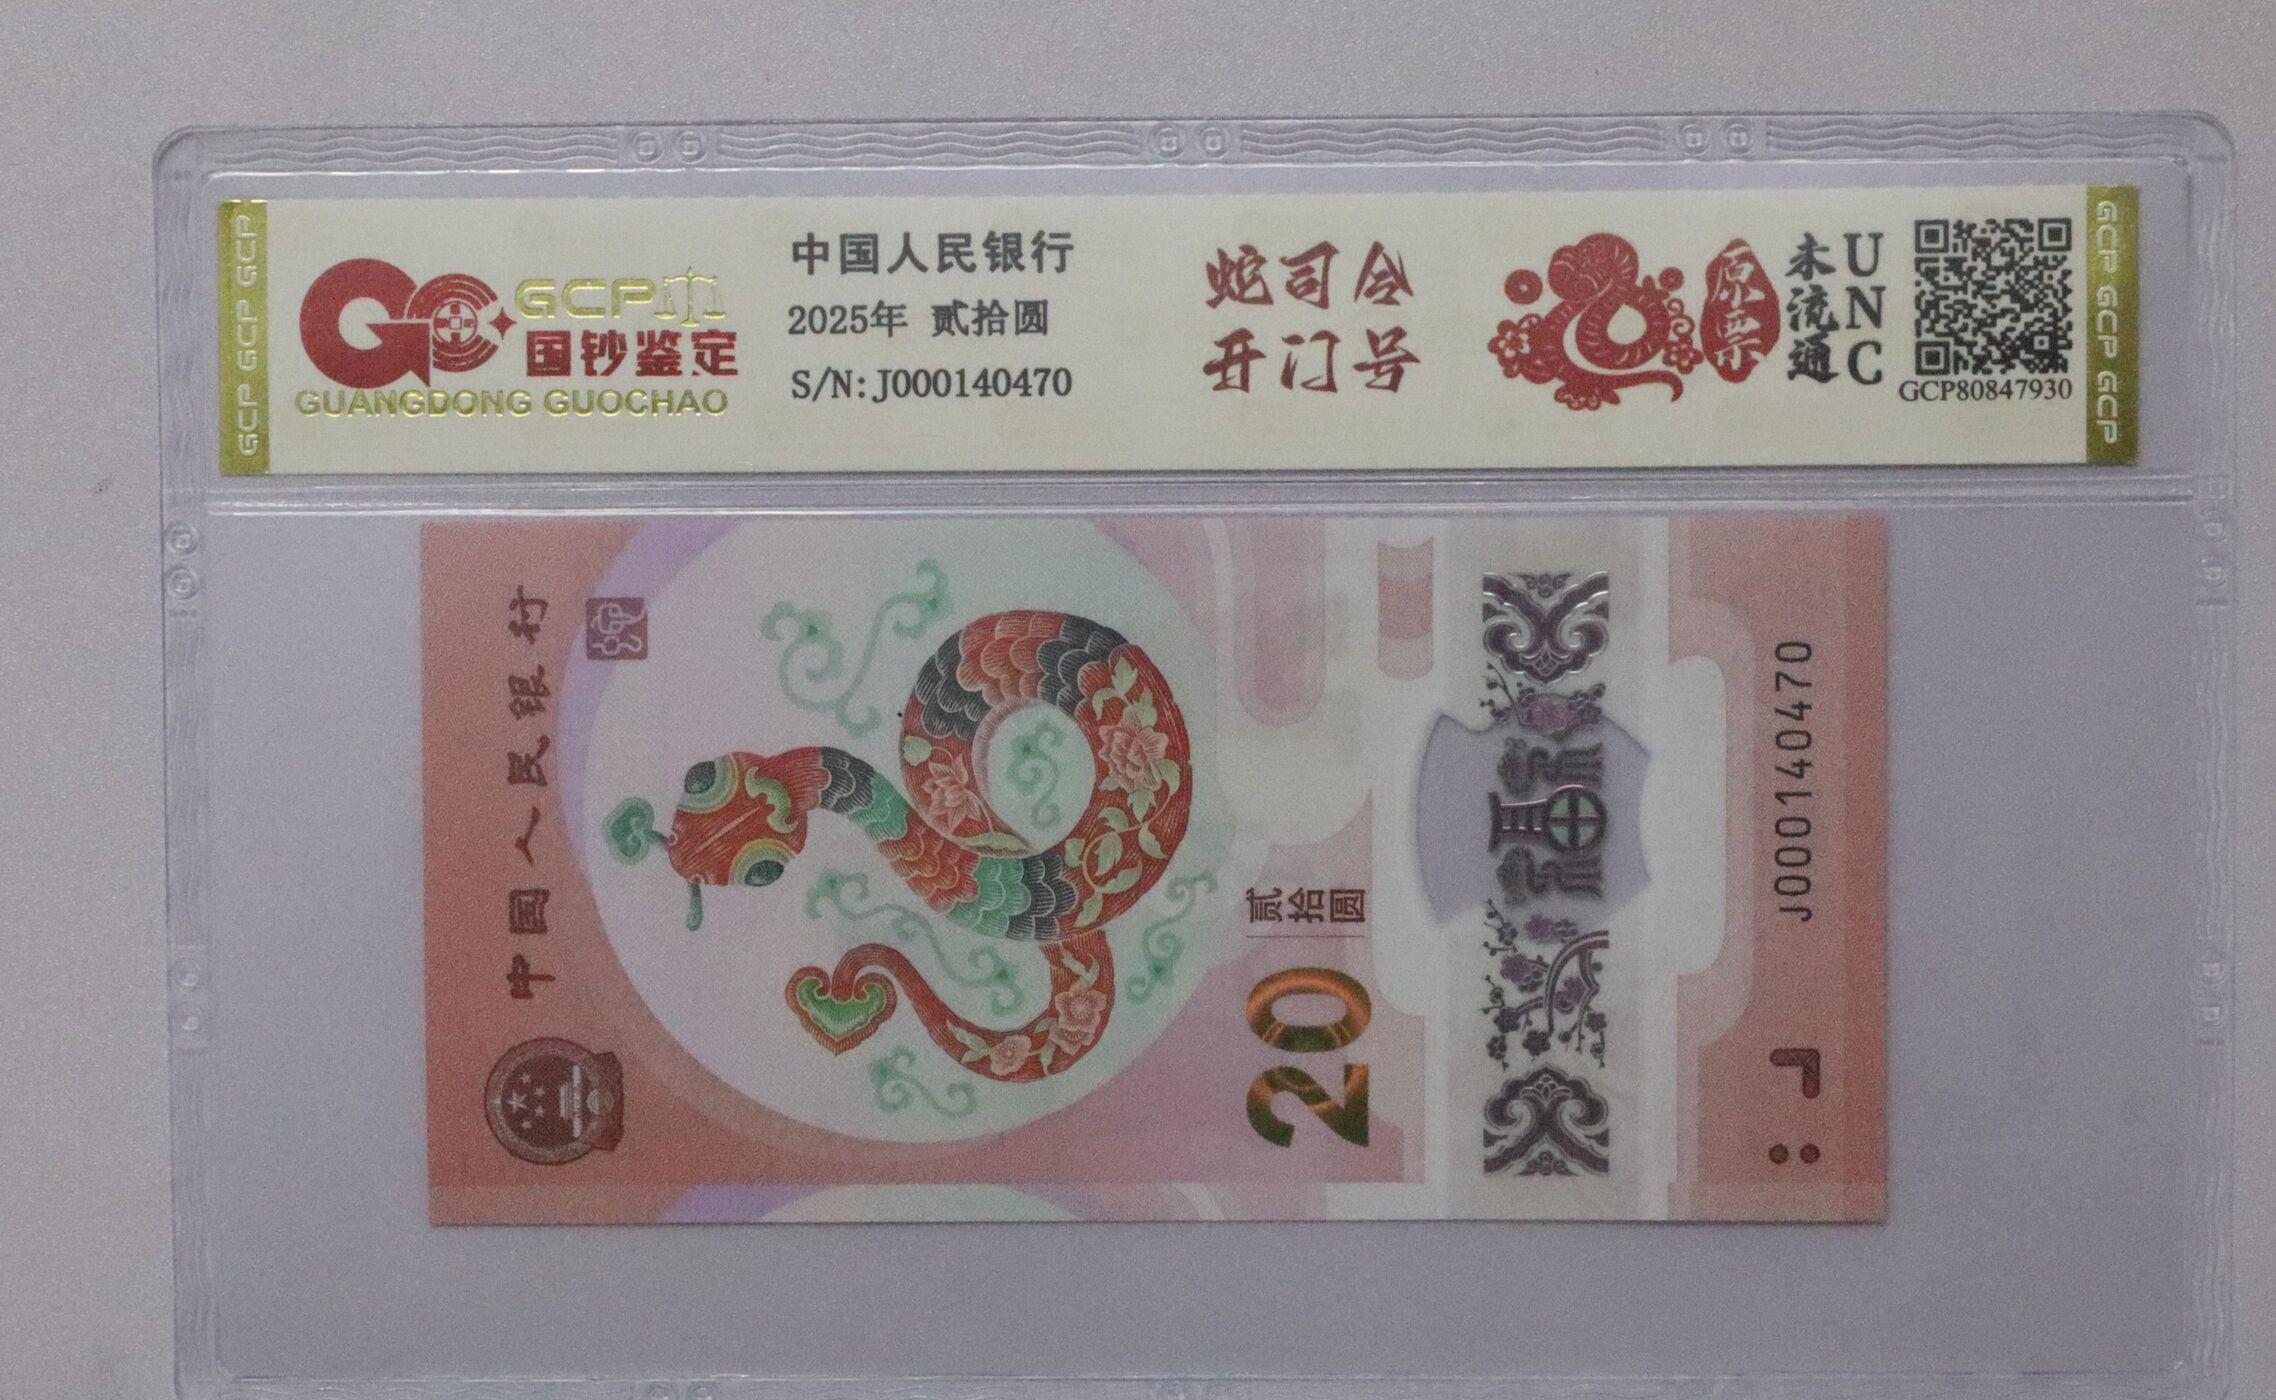 GCP GCP GCP
GCP
国钞鉴定
GUANGDONG GUOCHAO
中国人民银行
2025年 贰拾圆
S/N:J000140470
蛇司令
开门号
原票
未流通
UNC
GCP80847930
GCP GCP GCP
中国人民银行
蛇
贰拾圆
20
福
J000140470